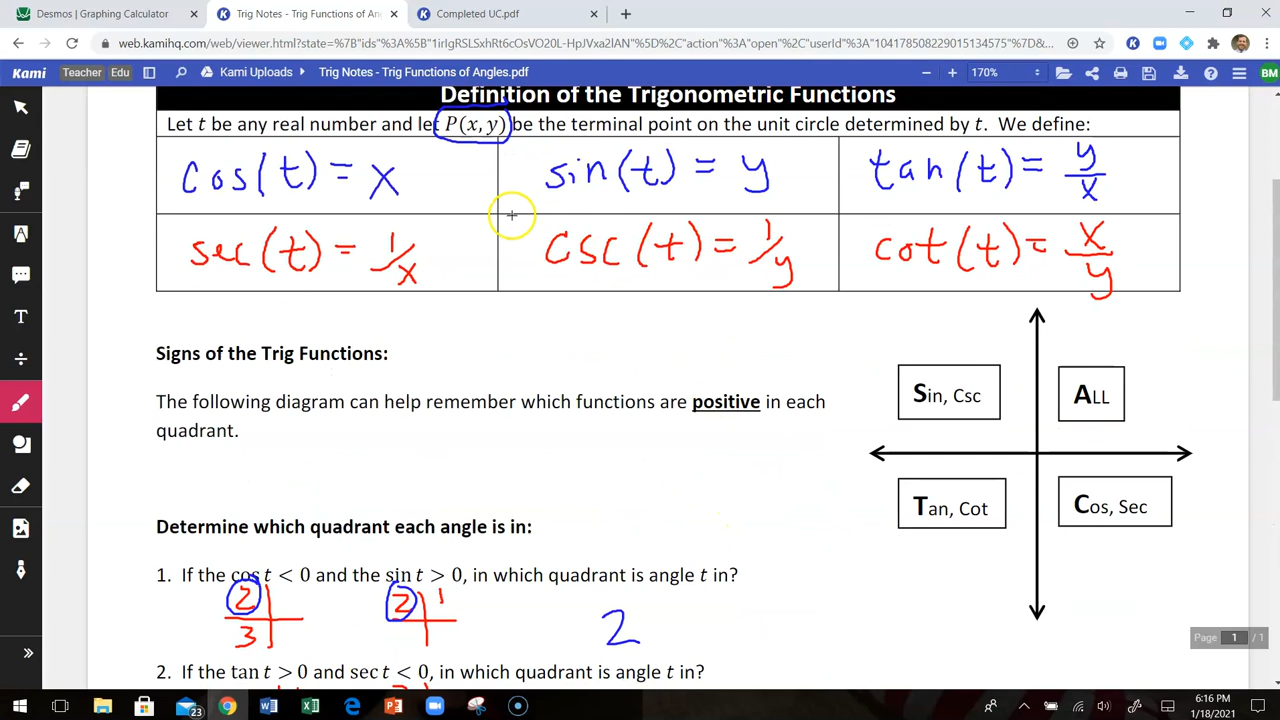 Desmos | Graphing Calculator × Trig Notes - Trig Functions of An × Completed UC.pdf × +
web.kamihq.com/web/viewer.html?state=%7B"ids"%3A%5B"1irIgRSLSihRt6cOsVO20L-HpJVxa2lAN"%5D%2C"action"%3A"open"%2C"userId"%3A"104178508229015134575"%7D&...
Kami Teacher Edu Kami Uploads Trig Notes - Trig Functions of Angles.pdf 170% BM
Definition of the Trigonometric Functions
Let t be any real number and let P(x, y) be the terminal point on the unit circle determined by t. We define:
cos(t) = x sin(t) = y tan(t) = y/x
sec(t) = 1/x csc(t) = 1/y cot(t) = x/y
Signs of the Trig Functions:
The following diagram can help remember which functions are positive in each
quadrant.
Sin, Csc ALL
Tan, Cot Cos, Sec
Determine which quadrant each angle is in:
1. If the cos t < 0 and the sin t > 0, in which quadrant is angle t in?
2 2 1
3 2
2. If the tan t > 0 and sec t < 0, in which quadrant is angle t in?
Page 1 / 1
23
6:16 PM
1/18/2021